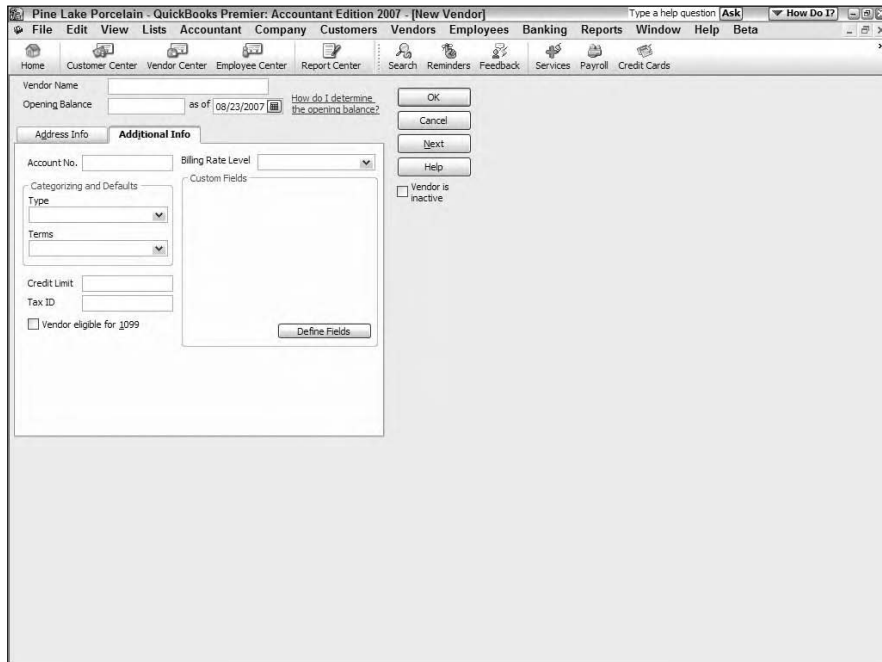 Pine Lake Porcelain - QuickBooks Premier: Accountant Edition 2007 - [New Vendor]
Type a help question Ask How Do I?
File Edit View Lists Accountant Company Customers Vendors Employees Banking Reports Window Help Beta
Home Customer Center Vendor Center Employee Center Report Center Search Reminders Feedback Services Payroll Credit Cards
Vendor Name
Opening Balance as of 08/23/2007 How do I determine
the opening balance?
OK
Cancel
Next
Help
Vendor is
inactive
Address Info Additional Info
Account No. Billing Rate Level
Categorizing and Defaults
Custom Fields
Type
Terms
Credit Limit
Tax ID
Vendor eligible for 1099
Define Fields